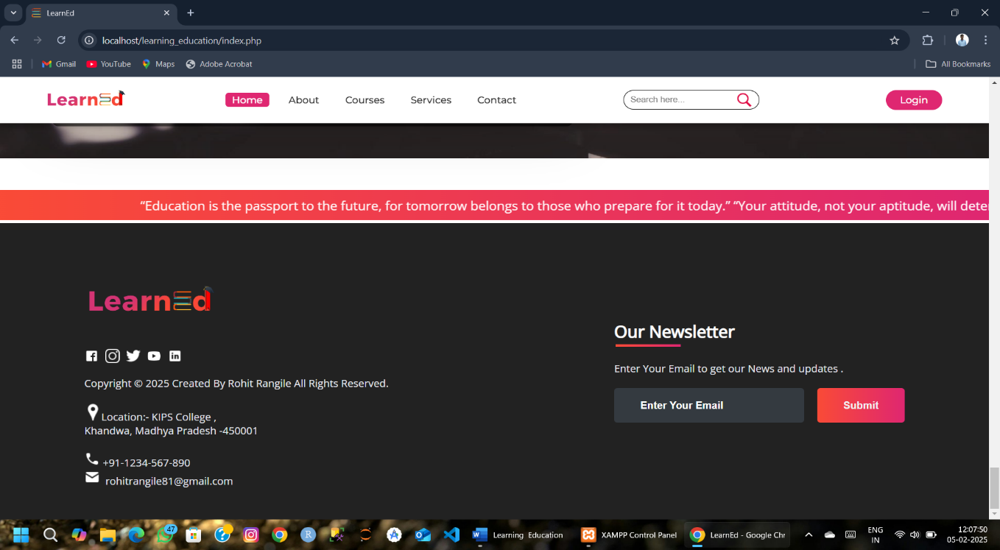 LearnEd
localhost/learning_education/index.php
Gmail YouTube Maps Adobe Acrobat All Bookmarks
LearnEd Home About Courses Services Contact Search here... Login
“Education is the passport to the future, for tomorrow belongs to those who prepare for it today.” “Your attitude, not your aptitude, will deter
LearnEd
Our Newsletter
Enter Your Email to get our News and updates .
Enter Your Email Submit
Copyright © 2025 Created By Rohit Rangile All Rights Reserved.
Location:- KIPS College ,
Khandwa, Madhya Pradesh -450001
+91-1234-567-890
rohitrangile81@gmail.com
47 R Learning Education XAMPP Control Panel LearnEd - Google Chr
ENG
IN
12:07:50
05-02-2025